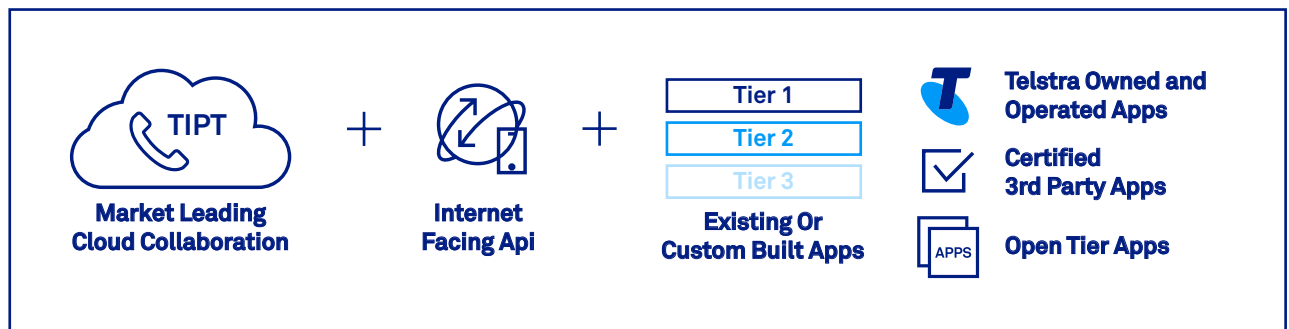 TIPT
Market Leading
Cloud Collaboration
Internet
Facing Api
Tier 1
Tier 2
Tier 3
Existing Or
Custom Built Apps
Telstra Owned and
Operated Apps
Certified
3rd Party Apps
APPS
Open Tier Apps